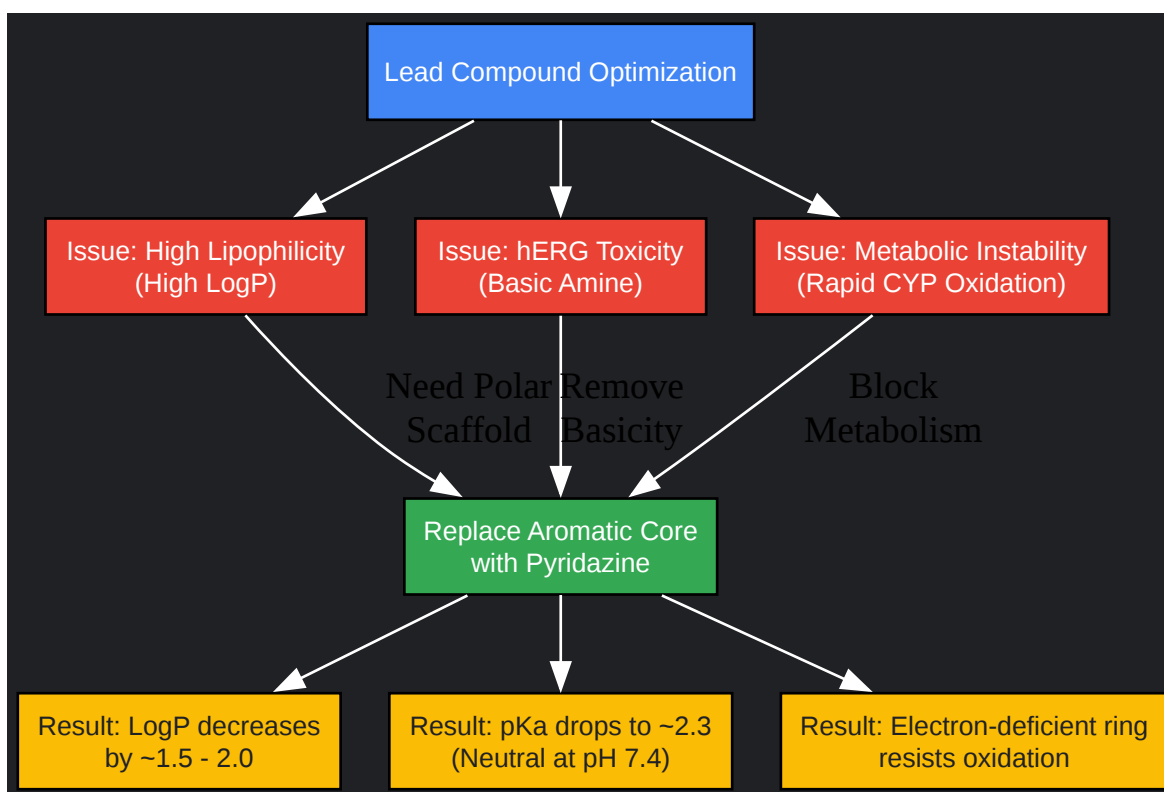 Lead Compound Optimization
Issue: High Lipophilicity
(High LogP)
Issue: hERG Toxicity
(Basic Amine)
Issue: Metabolic Instability
(Rapid CYP Oxidation)
Need Polar
Scaffold
Remove
Basicity
Block
Metabolism
Replace Aromatic Core
with Pyridazine
Result: LogP decreases
by ~1.5 - 2.0
Result: pKa drops to ~2.3
(Neutral at pH 7.4)
Result: Electron-deficient ring
resists oxidation